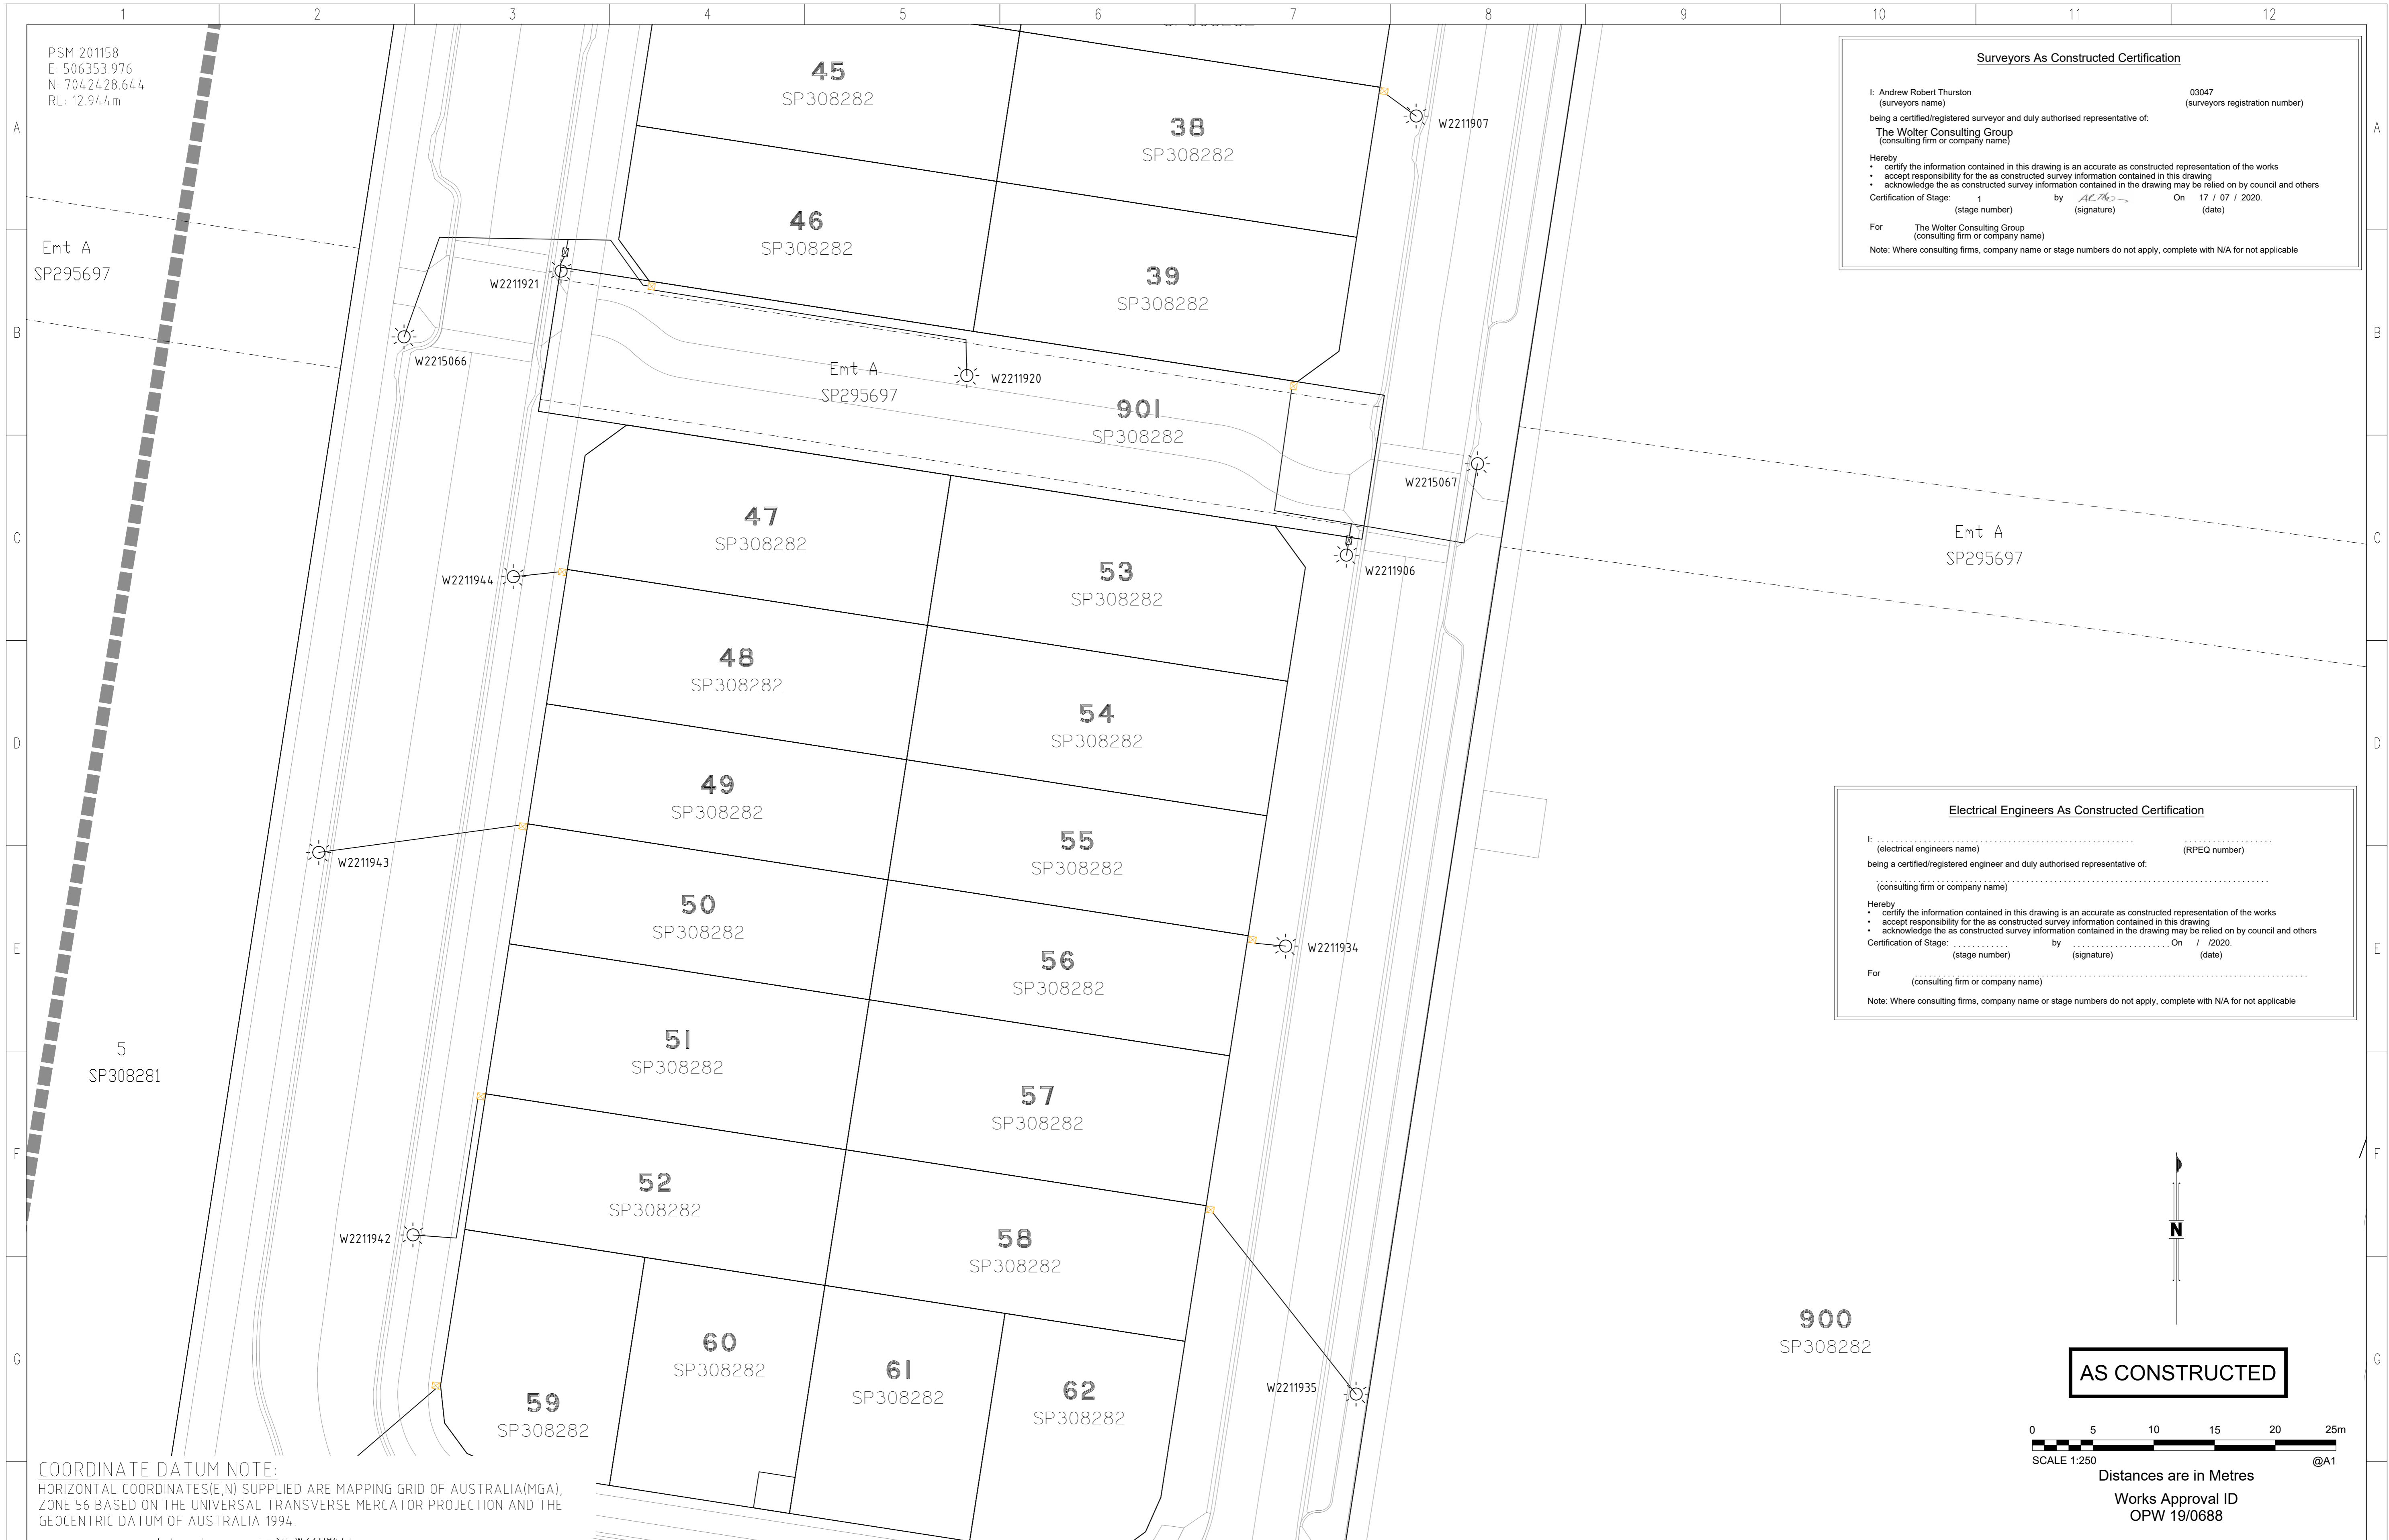 1 2 3 4 5 6 7 8 9 10 11 12
PSM 201158
E: 506353.976
N: 7042428.644
RL: 12.944m
45
SP308282
38
SP308282
W2211907
A
A
46
SP308282
39
SP308282
Emt A
SP295697
W2211921
W2215066
B
B
W2211920
Emt A
SP295697
901
SP308282
W2215067
47
SP308282
53
SP308282
W2211944
W2211906
C
C
Emt A
SP295697
48
SP308282
54
SP308282
D
D
49
SP308282
55
SP308282
W2211943
50
SP308282
56
SP308282
W2211934
E
E
51
SP308282
57
SP308282
5
SP308281
F
F
52
SP308282
58
SP308282
W2211942
59
SP308282
60
SP308282
61
SP308282
62
SP308282
W2211935
900
SP308282
G
G
Surveyors As Constructed Certification
I: Andrew Robert Thurston 03047
(surveyors name) (surveyors registration number)
being a certified/registered surveyor and duly authorised representative of:
The Wolter Consulting Group
(consulting firm or company name)
Hereby
• certify the information contained in this drawing is an accurate as constructed representation of the works
• accept responsibility for the as constructed survey information contained in this drawing
• acknowledge the as constructed survey information contained in the drawing may be relied on by council and others
Certification of Stage: 1 by On 17 / 07 / 2020.
(stage number) (signature) (date)
For The Wolter Consulting Group
(consulting firm or company name)
Note: Where consulting firms, company name or stage numbers do not apply, complete with N/A for not applicable
Electrical Engineers As Constructed Certification
I:
(electrical engineers name) (RPEQ number)
being a certified/registered engineer and duly authorised representative of:
(consulting firm or company name)
Hereby
• certify the information contained in this drawing is an accurate as constructed representation of the works
• accept responsibility for the as constructed survey information contained in this drawing
• acknowledge the as constructed survey information contained in the drawing may be relied on by council and others
Certification of Stage: by On / /2020.
(stage number) (signature) (date)
For
(consulting firm or company name)
Note: Where consulting firms, company name or stage numbers do not apply, complete with N/A for not applicable
N
AS CONSTRUCTED
0 5 10 15 20 25m
SCALE 1:250 @A1
Distances are in Metres
Works Approval ID
OPW 19/0688
COORDINATE DATUM NOTE:
HORIZONTAL COORDINATES(E,N) SUPPLIED ARE MAPPING GRID OF AUSTRALIA(MGA),
ZONE 56 BASED ON THE UNIVERSAL TRANSVERSE MERCATOR PROJECTION AND THE
GEOCENTRIC DATUM OF AUSTRALIA 1994.